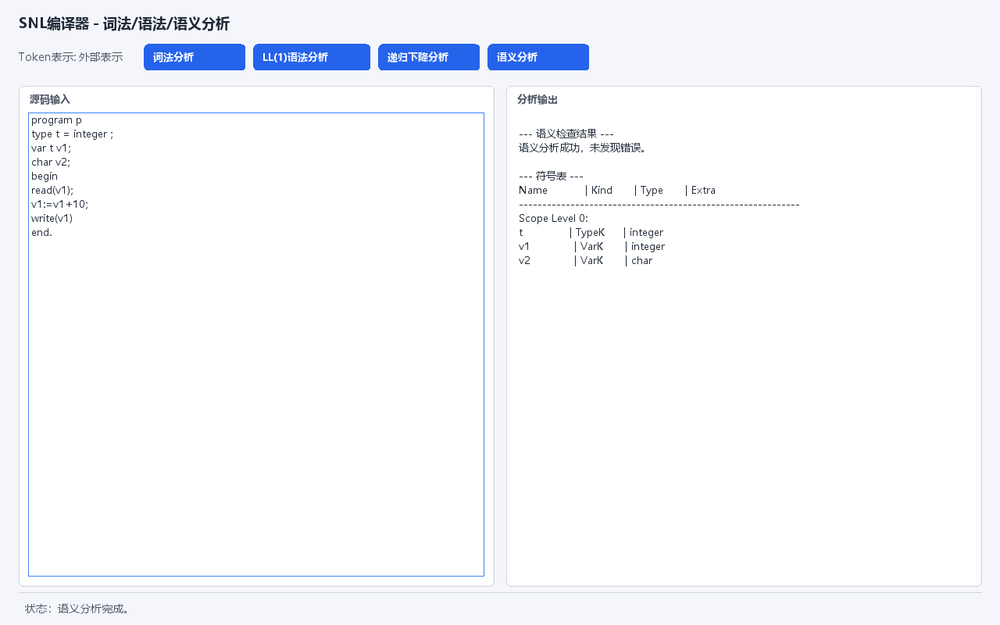 SNL编译器 - 词法/语法/语义分析
Token表示: 外部表示
词法分析
LL(1)语法分析
递归下降分析
语义分析
源码输入
program p
type t = integer ;
var t v1;
char v2;
begin
read(v1);
v1:=v1+10;
write(v1)
end.
分析输出
--- 语义检查结果 ---
语义分析成功，未发现错误。
--- 符号表 ---
Name | Kind | Type | Extra
------------------------------------------------------------
Scope Level 0:
t | TypeK | integer
v1 | VarK | integer
v2 | VarK | char
状态：语义分析完成。